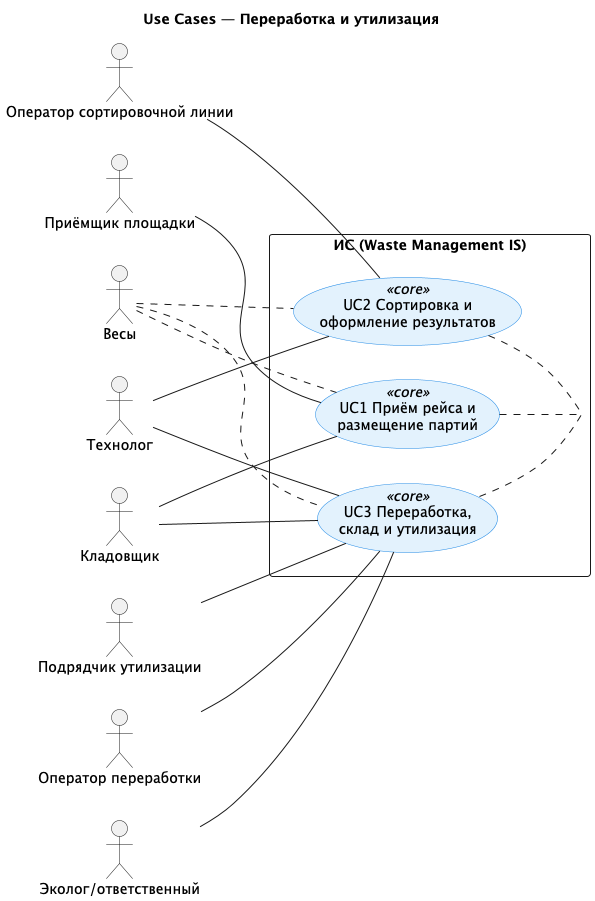 Use Cases — Переработка и утилизация
Оператор сортировочной линии
Приёмщик площадки
ИС (Waste Management IS)
«core»
UC2 Сортировка и
оформление результатов
Весы
«core»
UC1 Приём рейса и
размещение партий
Технолог
«core»
UC3 Переработка,
склад и утилизация
Кладовщик
Подрядчик утилизации
Оператор переработки
Эколог/ответственный